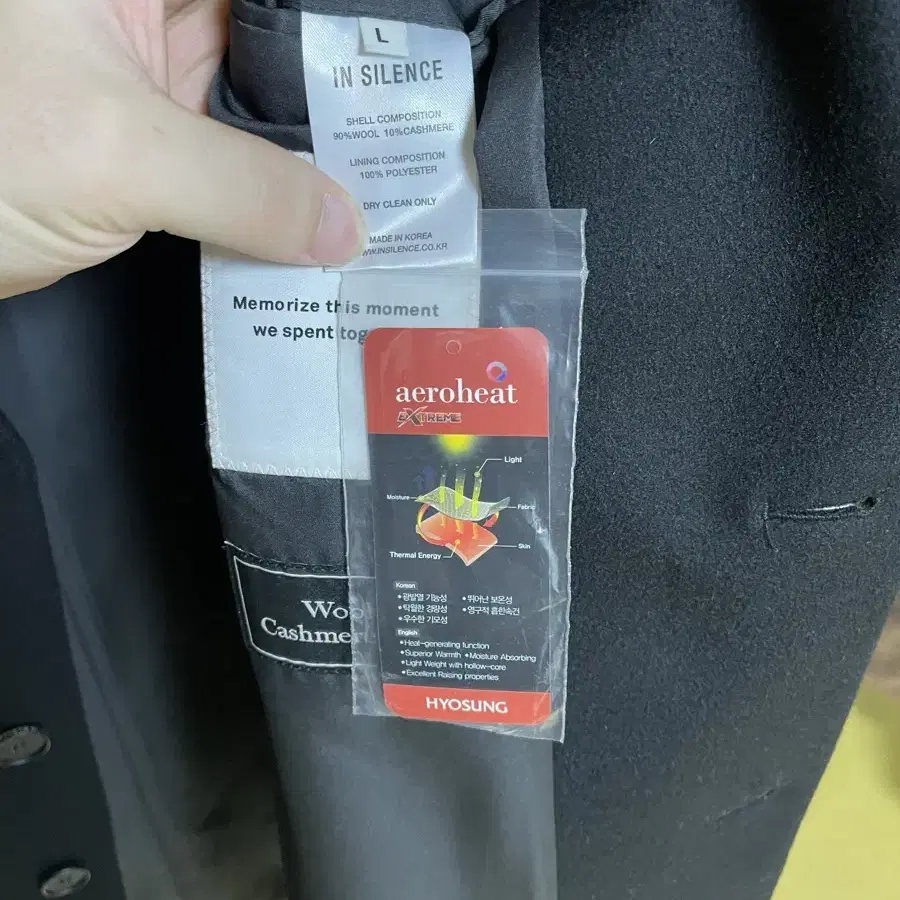 L
IN SILENCE
SHELL COMPOSITION
90%WOOL 10%CASHMERE
LINING COMPOSITION
100% POLYESTER
DRY CLEAN ONLY
MADE IN KOREA
WWW.INSILENCE.CO.KR
Memorize this moment
we spent
aeroheat
EXTREME
Light
Moisture
Fabric
Skin
Thermal Energy
Korean
•광발열 기능성 •뛰어난 보온성
•탁월한 경량성 •영구적 흡한속건
•우수한 기모성
English
•Heat-generating function
•Superior Warmth •Moisture Absorbing
•Light Weight with hollow-core
•Excellent Raising properties
HYOSUNG